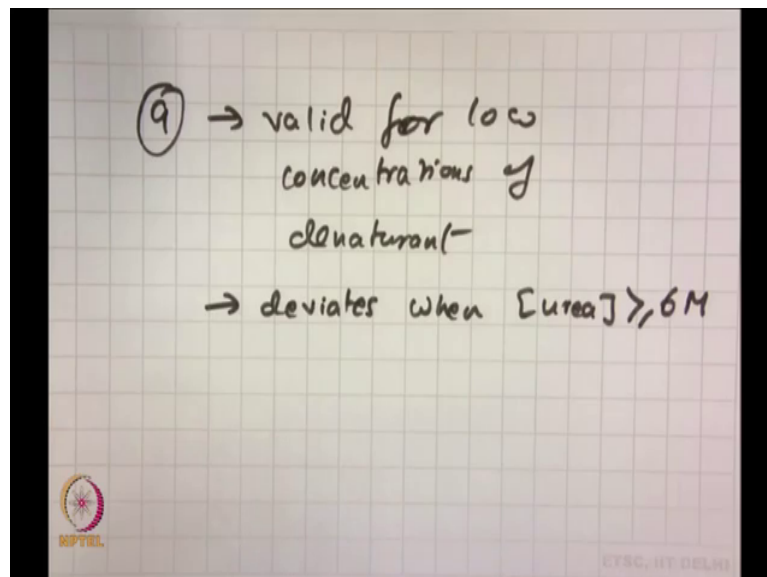 ⑨ → valid for low
concentrations of
denaturant
→ deviates when [urea] ≥, 6M
NPTEL
ETSC, IIT DELHI